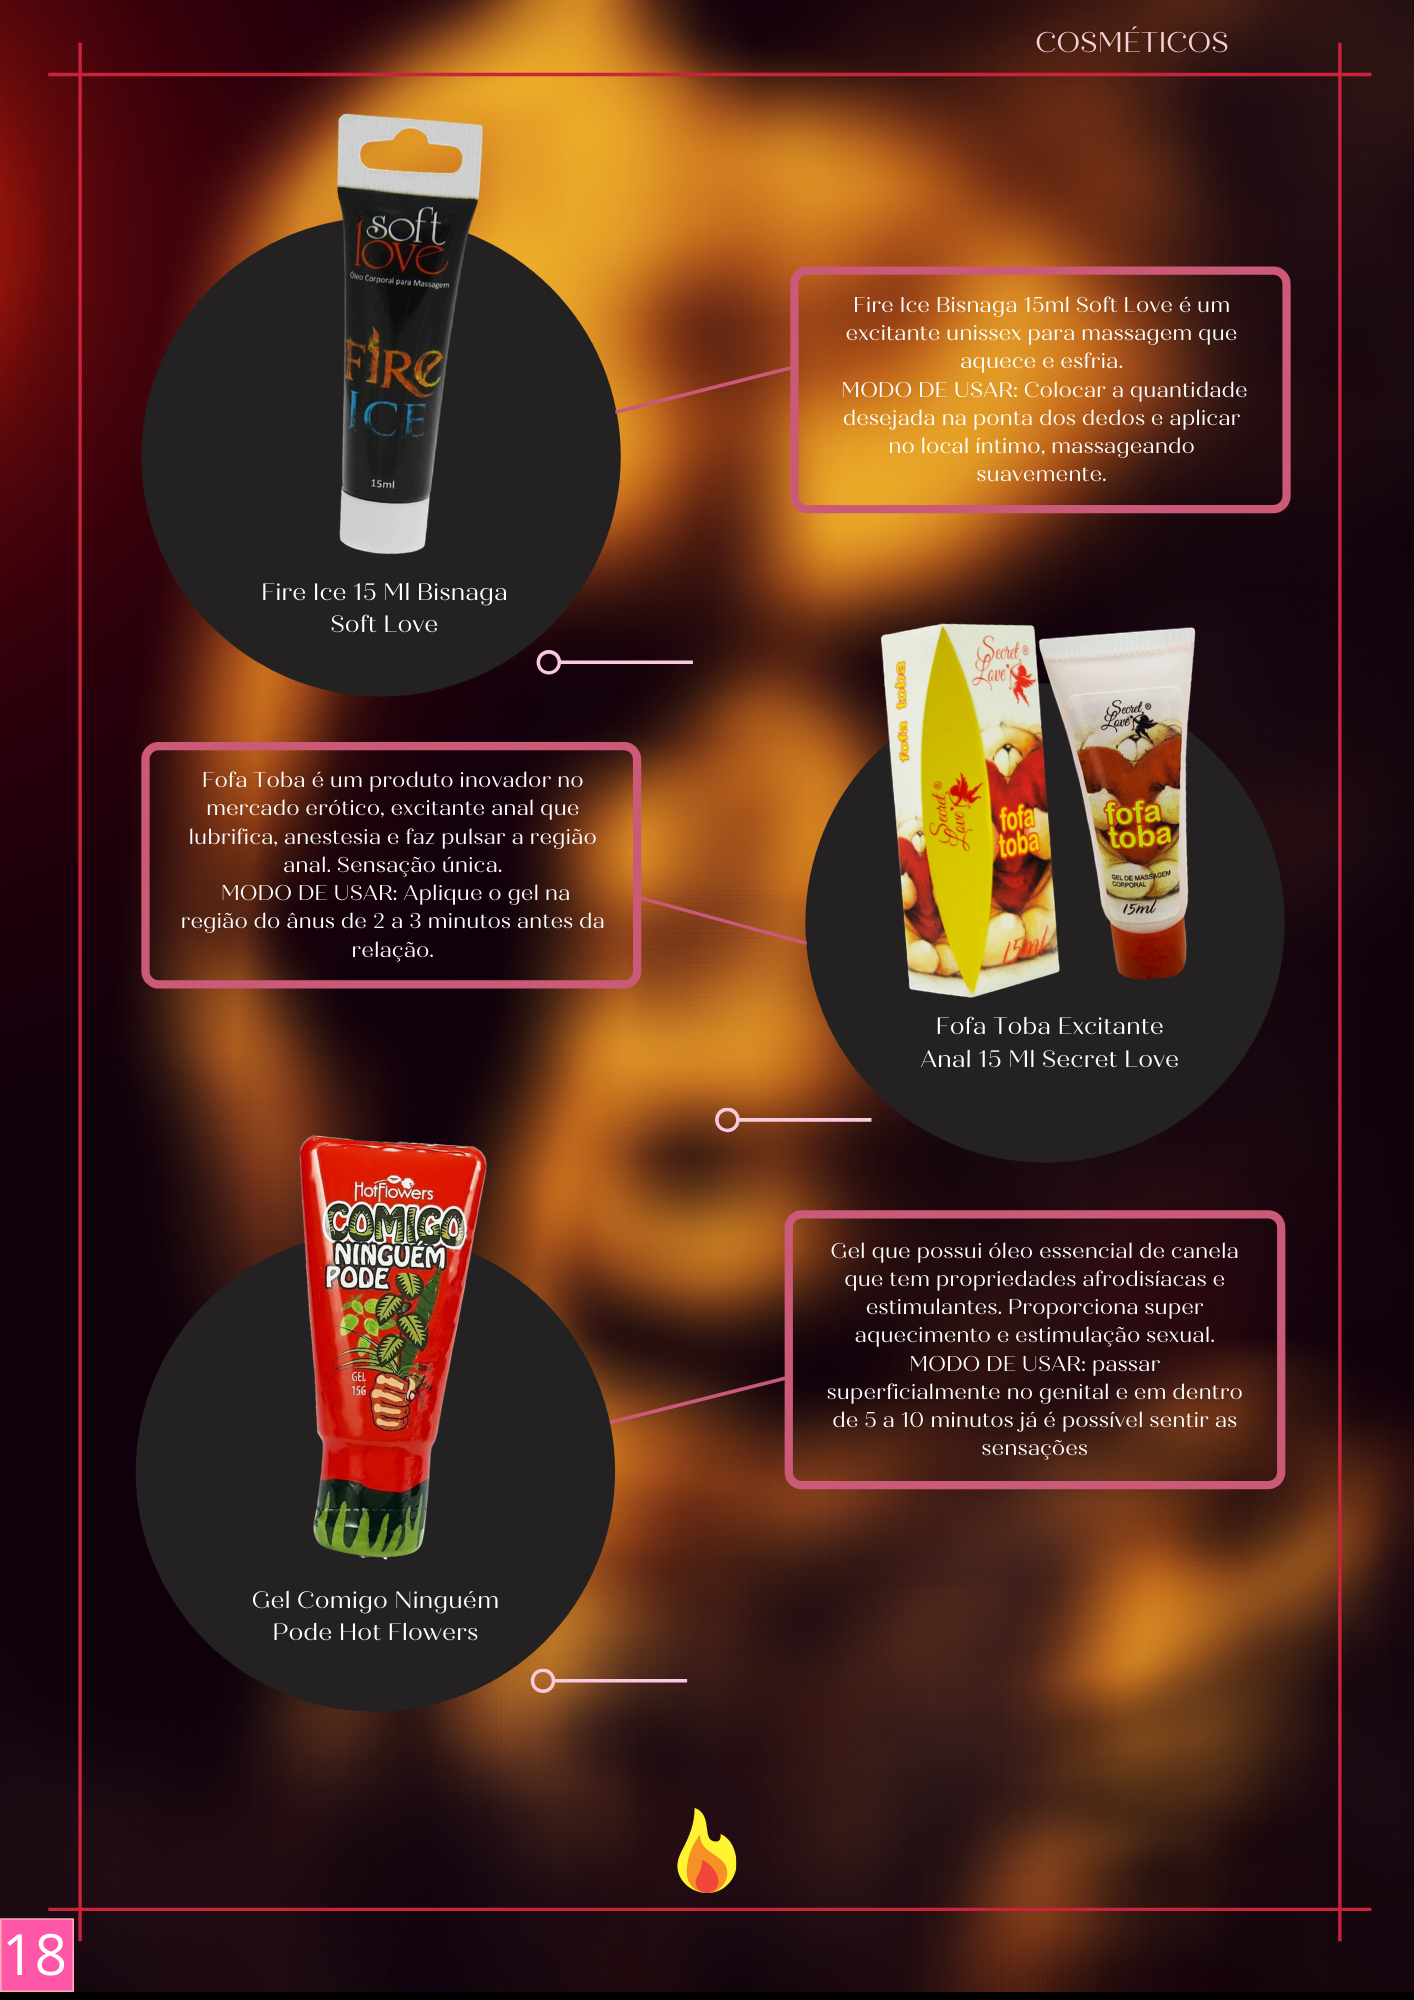 COSMÉTICOS
soft
love
Óleo Corporal para Massagem
FIRE
ICE
15ml
Fire Ice 15 Ml Bisnaga
Soft Love
Fire Ice Bisnaga 15ml Soft Love é um
excitante unissex para massagem que
aquece e esfria.
MODO DE USAR: Colocar a quantidade
desejada na ponta dos dedos e aplicar
no local íntimo, massageando
suavemente.
Fofa Toba é um produto inovador no
mercado erótico, excitante anal que
lubrifica, anestesia e faz pulsar a região
anal. Sensação única.
MODO DE USAR: Aplique o gel na
região do ânus de 2 a 3 minutos antes da
relação.
fofa toba
Secret ®
Love
Secret ®
Love
fofa
toba
15ml
Secret ®
Love
fofa
toba
GEL DE MASSAGEM
CORPORAL
15ml
Fofa Toba Excitante
Anal 15 Ml Secret Love
HotFlowers
COMIGO
NINGUÉM
PODE
GEL
15G
Gel Comigo Ninguém
Pode Hot Flowers
Gel que possui óleo essencial de canela
que tem propriedades afrodisíacas e
estimulantes. Proporciona super
aquecimento e estimulação sexual.
MODO DE USAR: passar
superficialmente no genital e em dentro
de 5 a 10 minutos já é possível sentir as
sensações
18